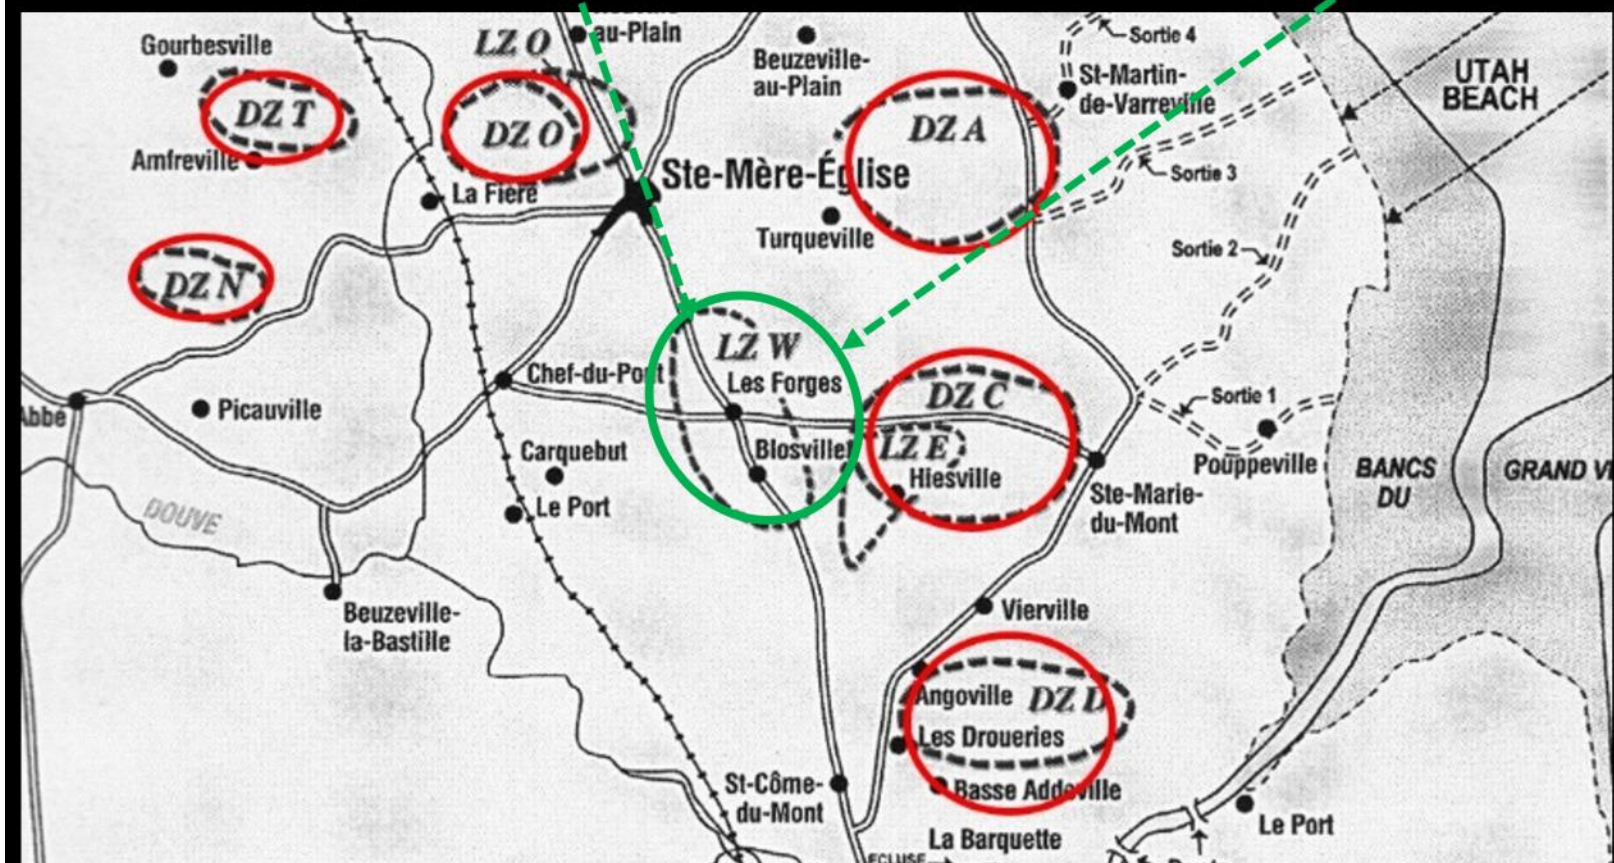 LZ O
au-Plain
Sortie 4
Gourbesville
Beuzeville-
au-Plain
St-Martin-
de-Varreville
UTAH
BEACH
DZ T
DZ O
DZ A
Amfreville
La Fière
Ste-Mère-Église
Sortie 3
Turqueville
Sortie 2
DZ N
LZ W
Les Forges
Chef-du-Pont
DZ C
Sortie 1
Abbé
Picauville
Carquebut
Blosville
LZ E
Hiesville
Pouppeville
BANCS
DU
GRAND
Le Port
Ste-Marie-
du-Mont
DOUVE
Beuzeville-
la-Bastille
Vierville
Angoville
DZ D
Les Droueries
St-Côme-
du-Mont
Basse Addeville
La Barquette
Le Port
ECLUSE